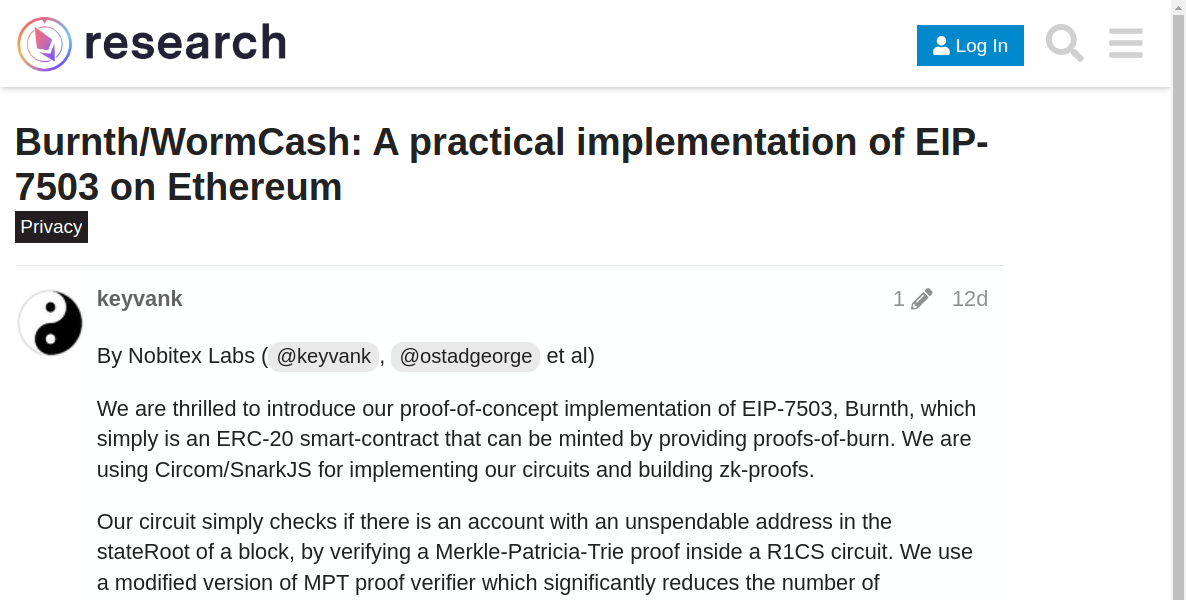 research
Log In
Burnth/WormCash: A practical implementation of EIP-
7503 on Ethereum
Privacy
keyvank
1
12d
By Nobitex Labs ( @keyvank , @ostadgeorge et al)
We are thrilled to introduce our proof-of-concept implementation of EIP-7503, Burnth, which
simply is an ERC-20 smart-contract that can be minted by providing proofs-of-burn. We are
using Circom/SnarkJS for implementing our circuits and building zk-proofs.
Our circuit simply checks if there is an account with an unspendable address in the
stateRoot of a block, by verifying a Merkle-Patricia-Trie proof inside a R1CS circuit. We use
a modified version of MPT proof verifier which significantly reduces the number of